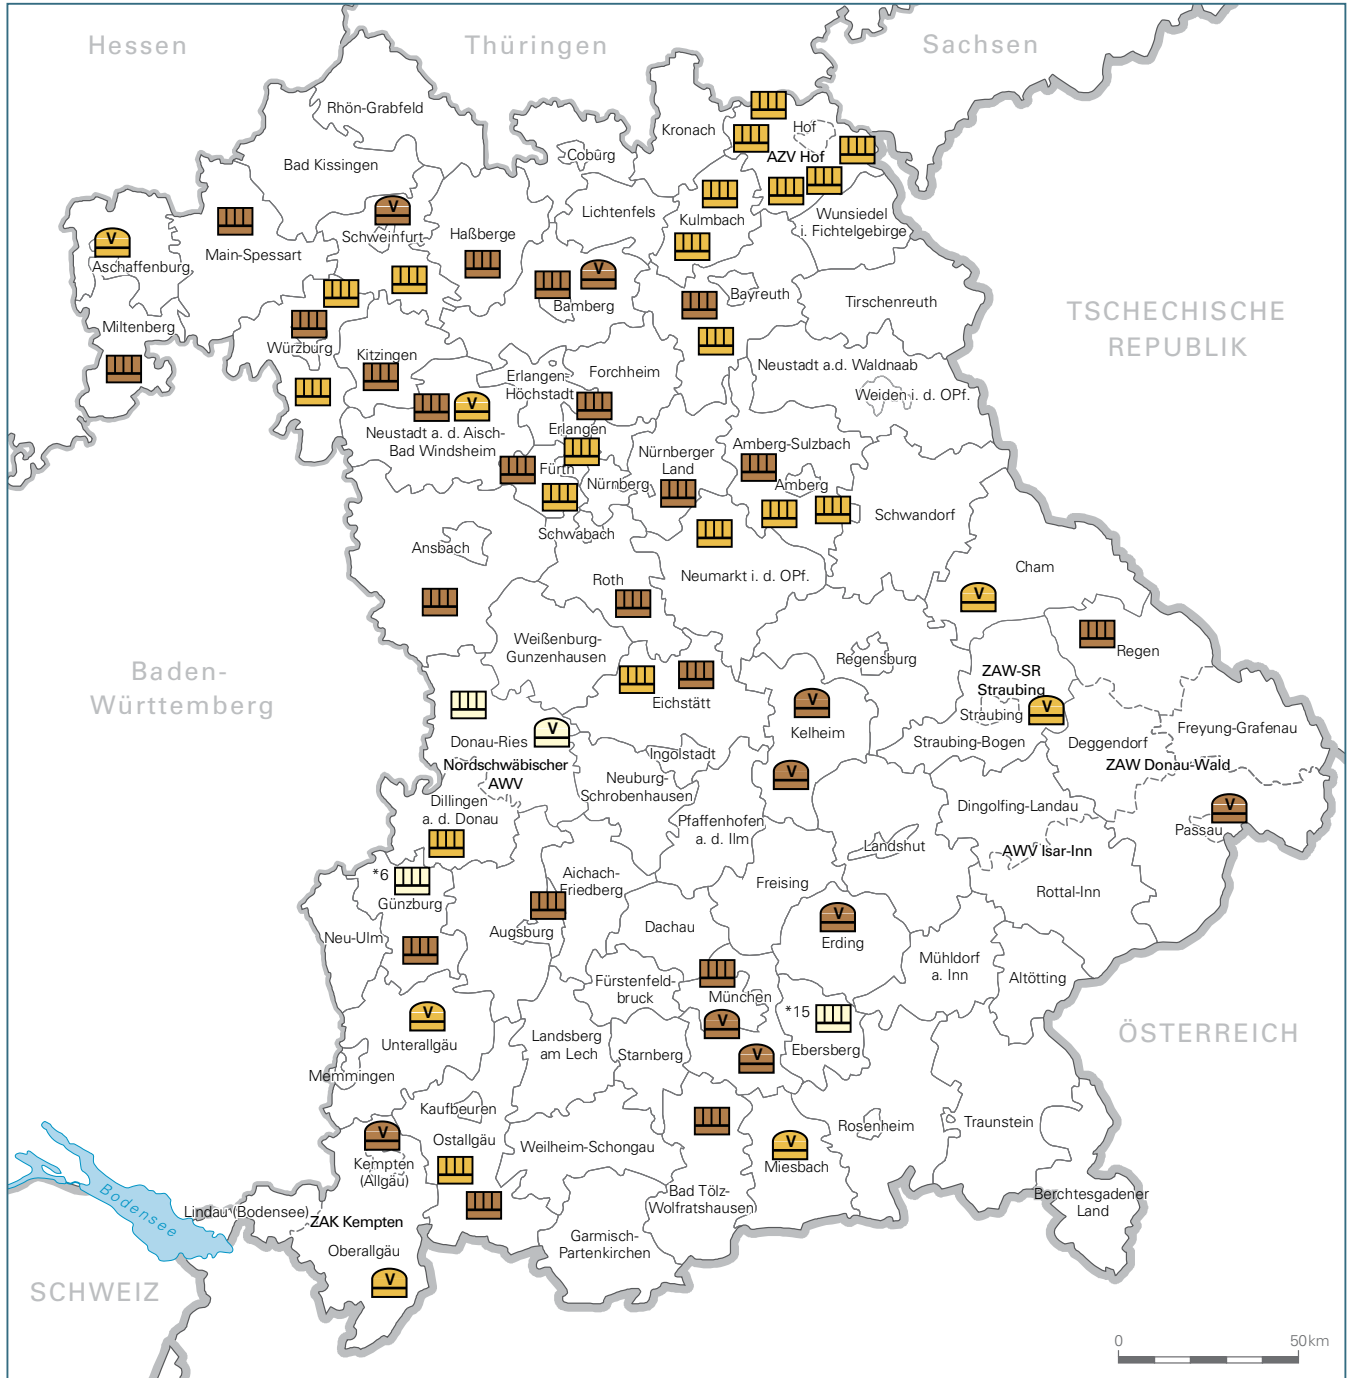 Hessen
Thüringen
Sachsen
Rhön-Grabfeld
Kronach
Hof
AZV Hof
Coburg
Bad Kissingen
Lichtenfels
Kulmbach
Wunsiedel
i. Fichtelgebirge
V
Schweinfurt
Haßberge
V
Aschaffenburg
Main-Spessart
V
Bamberg
Bayreuth
Tirschenreuth
TSCHECHISCHE
REPUBLIK
Miltenberg
Würzburg
Kitzingen
Erlangen-
Höchstadt
Forchheim
Neustadt a.d. Waldnaab
Weiden i. d. OPf.
V
Neustadt a. d. Aisch-
Bad Windsheim
Erlangen
Fürth
Nürnberg
Nürnberger
Land
Amberg-Sulzbach
Amberg
Schwandorf
Schwabach
Ansbach
Neumarkt i. d. OPf.
Cham
V
Roth
Weißenburg-
Gunzenhausen
Regensburg
Regen
Baden-
Württemberg
ZAW-SR
Straubing
Straubing
V
Straubing-Bogen
Eichstätt
V
Kelheim
Deggendorf
Freyung-Grafenau
ZAW Donau-Wald
V
Donau-Ries
Nordschwäbischer
AWV
Ingolstadt
Neuburg-
Schrobenhausen
V
Dillingen
a. d. Donau
Pfaffenhofen
a. d. Ilm
Dingolfing-Landau
V
Passau
Landshut
AWV Isar-Inn
Rottal-Inn
*6
Günzburg
Aichach-
Friedberg
Freising
Neu-Ulm
Augsburg
Dachau
V
Erding
Mühldorf
a. Inn
Altötting
Fürstenfeld-
bruck
München
V
*15
Ebersberg
ÖSTERREICH
V
Unterallgäu
Landsberg
am Lech
Starnberg
V
Memmingen
Kaufbeuren
Ostallgäu
V
Kempten
(Allgäu)
Weilheim-Schongau
V
Miesbach
Rosenheim
Traunstein
Bad Tölz-
Wolfratshausen
Berchtesgadener
Land
Bodensee
Lindau (Bodensee)
ZAK Kempten
Oberallgäu
V
Garmisch-
Partenkirchen
SCHWEIZ
0
50km